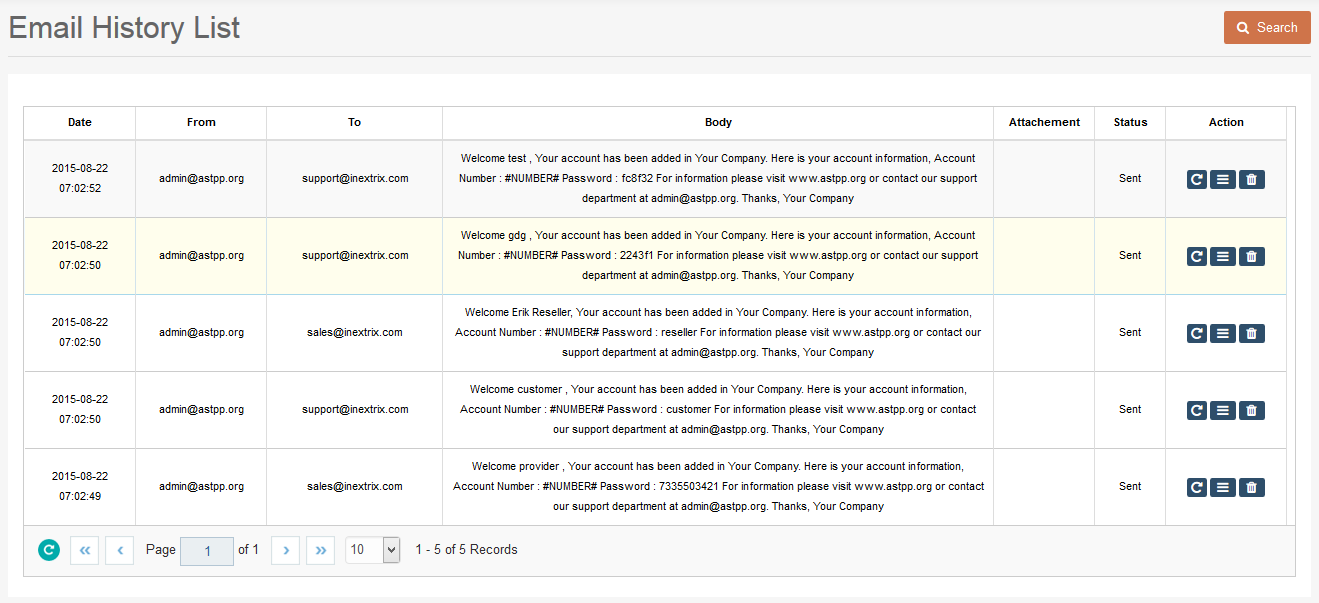 Email History List
Search
Date From To Body Attachement Status Action
Welcome test , Your account has been added in Your Company. Here is your account information, Account
2015-08-22
07:02:52
admin@astpp.org support@inextrix.com Number : #NUMBER# Password : fc8f32 For information please visit www.astpp.org or contact our support Sent
department at admin@astpp.org. Thanks, Your Company
Welcome gdg , Your account has been added in Your Company. Here is your account information, Account
2015-08-22
07:02:50
admin@astpp.org support@inextrix.com Number : #NUMBER# Password : 2243f1 For information please visit www.astpp.org or contact our support Sent
department at admin@astpp.org. Thanks, Your Company
Welcome Erik Reseller, Your account has been added in Your Company. Here is your account information,
2015-08-22
07:02:50
admin@astpp.org sales@inextrix.com Account Number : #NUMBER# Password : reseller For information please visit www.astpp.org or contact our Sent
support department at admin@astpp.org. Thanks, Your Company
Welcome customer , Your account has been added in Your Company. Here is your account information,
2015-08-22
07:02:50
admin@astpp.org support@inextrix.com Account Number : #NUMBER# Password : customer For information please visit www.astpp.org or contact Sent
our support department at admin@astpp.org. Thanks, Your Company
Welcome provider , Your account has been added in Your Company. Here is your account information,
2015-08-22
07:02:49
admin@astpp.org sales@inextrix.com Account Number : #NUMBER# Password : 7335503421 For information please visit www.astpp.org or contact Sent
our support department at admin@astpp.org. Thanks, Your Company
Page 1 of 1 10 1 - 5 of 5 Records